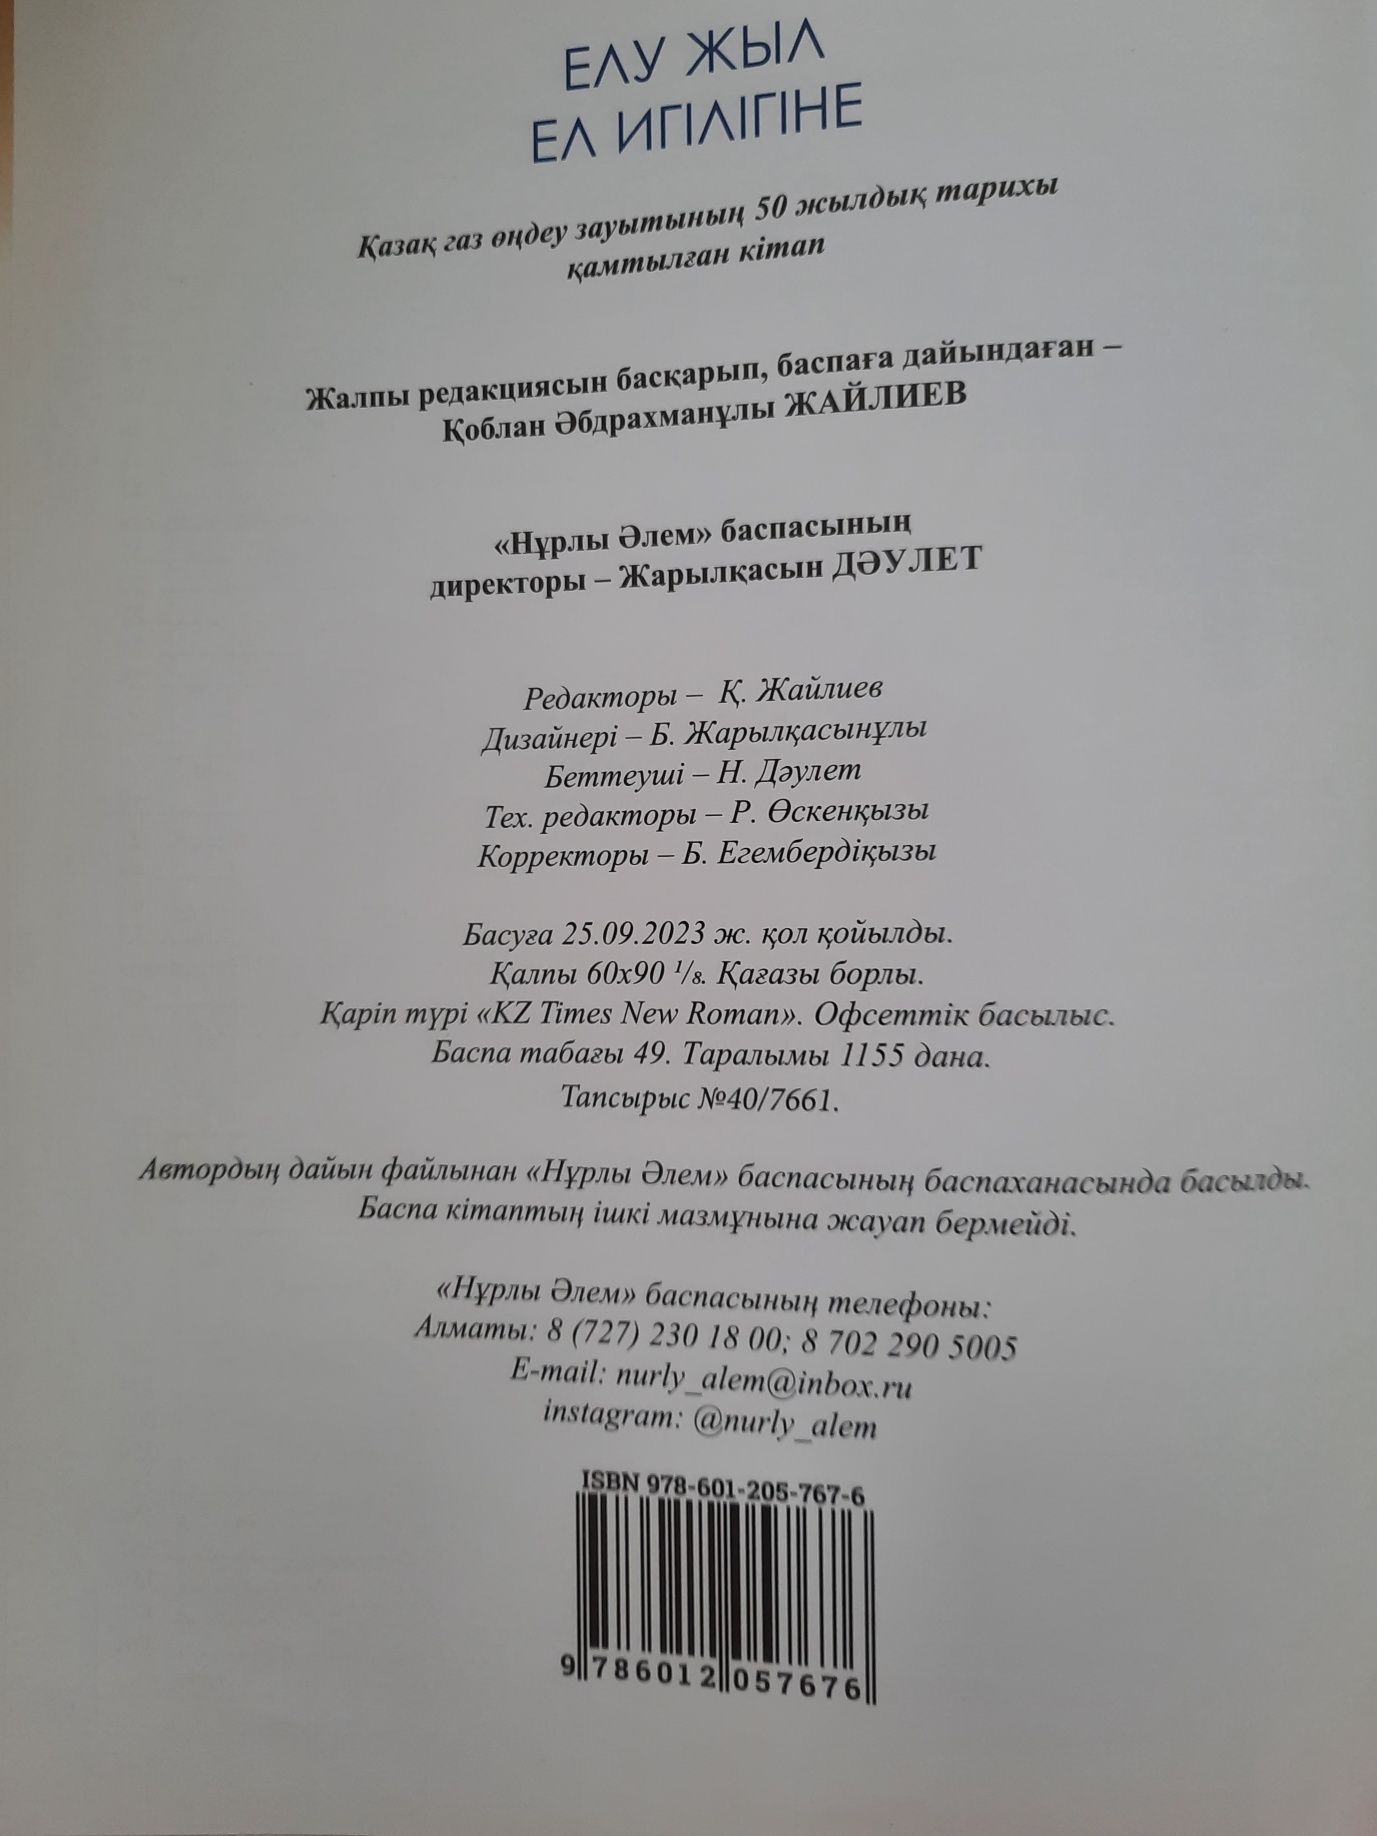 ЕЛУ ЖЫЛ
ЕЛ ИГІЛІГІНЕ
Қазақ газ өңдеу зауытының 50 жылдық тарихы
қамтылған кітап
Жалпы редакциясын басқарып, баспаға дайындаған –
Қоблан Әбдрахманұлы ЖАЙЛИЕВ
«Нұрлы Әлем» баспасының
директоры – Жарылқасын ДӘУЛЕТ
Редакторы – Қ. Жайлиев
Дизайнері – Б. Жарылқасынұлы
Беттеуші – Н. Дәулет
Тех. редакторы – Р. Өскенқызы
Корректоры – Б. Егембердіқызы
Басуға 25.09.2023 ж. қол қойылды.
Қалпы 60x90 ¹/₈. Қағазы борлы.
Қаріп түрі «KZ Times New Roman». Офсеттік басылыс.
Баспа табағы 49. Таралымы 1155 дана.
Тапсырыс №40/7661.
Автордың дайын файлынан «Нұрлы Әлем» баспасының баспаханасында басылды.
Баспа кітаптың ішкі мазмұнына жауап бермейді.
«Нұрлы Әлем» баспасының телефоны:
Алматы: 8 (727) 230 18 00; 8 702 290 5005
E-mail: nurly_alem@inbox.ru
instagram: @nurly_alem
ISBN 978-601-205-767-6
9 786012 057676